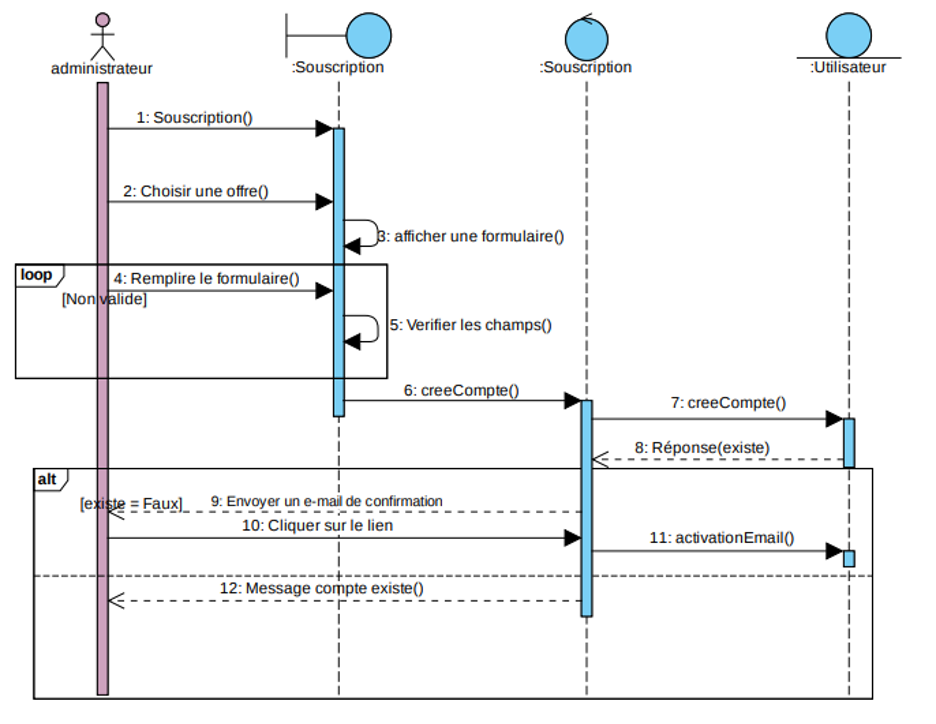 administrateur
:Souscription
:Souscription
:Utilisateur
1: Souscription()
2: Choisir une offre()
3: afficher une formulaire()
loop
4: Remplire le formulaire()
[Non valide]
5: Verifier les champs()
6: creeCompte()
7: creeCompte()
8: Réponse(existe)
alt
[existe = Faux]
9: Envoyer un e-mail de confirmation
10: Cliquer sur le lien
11: activationEmail()
12: Message compte existe()